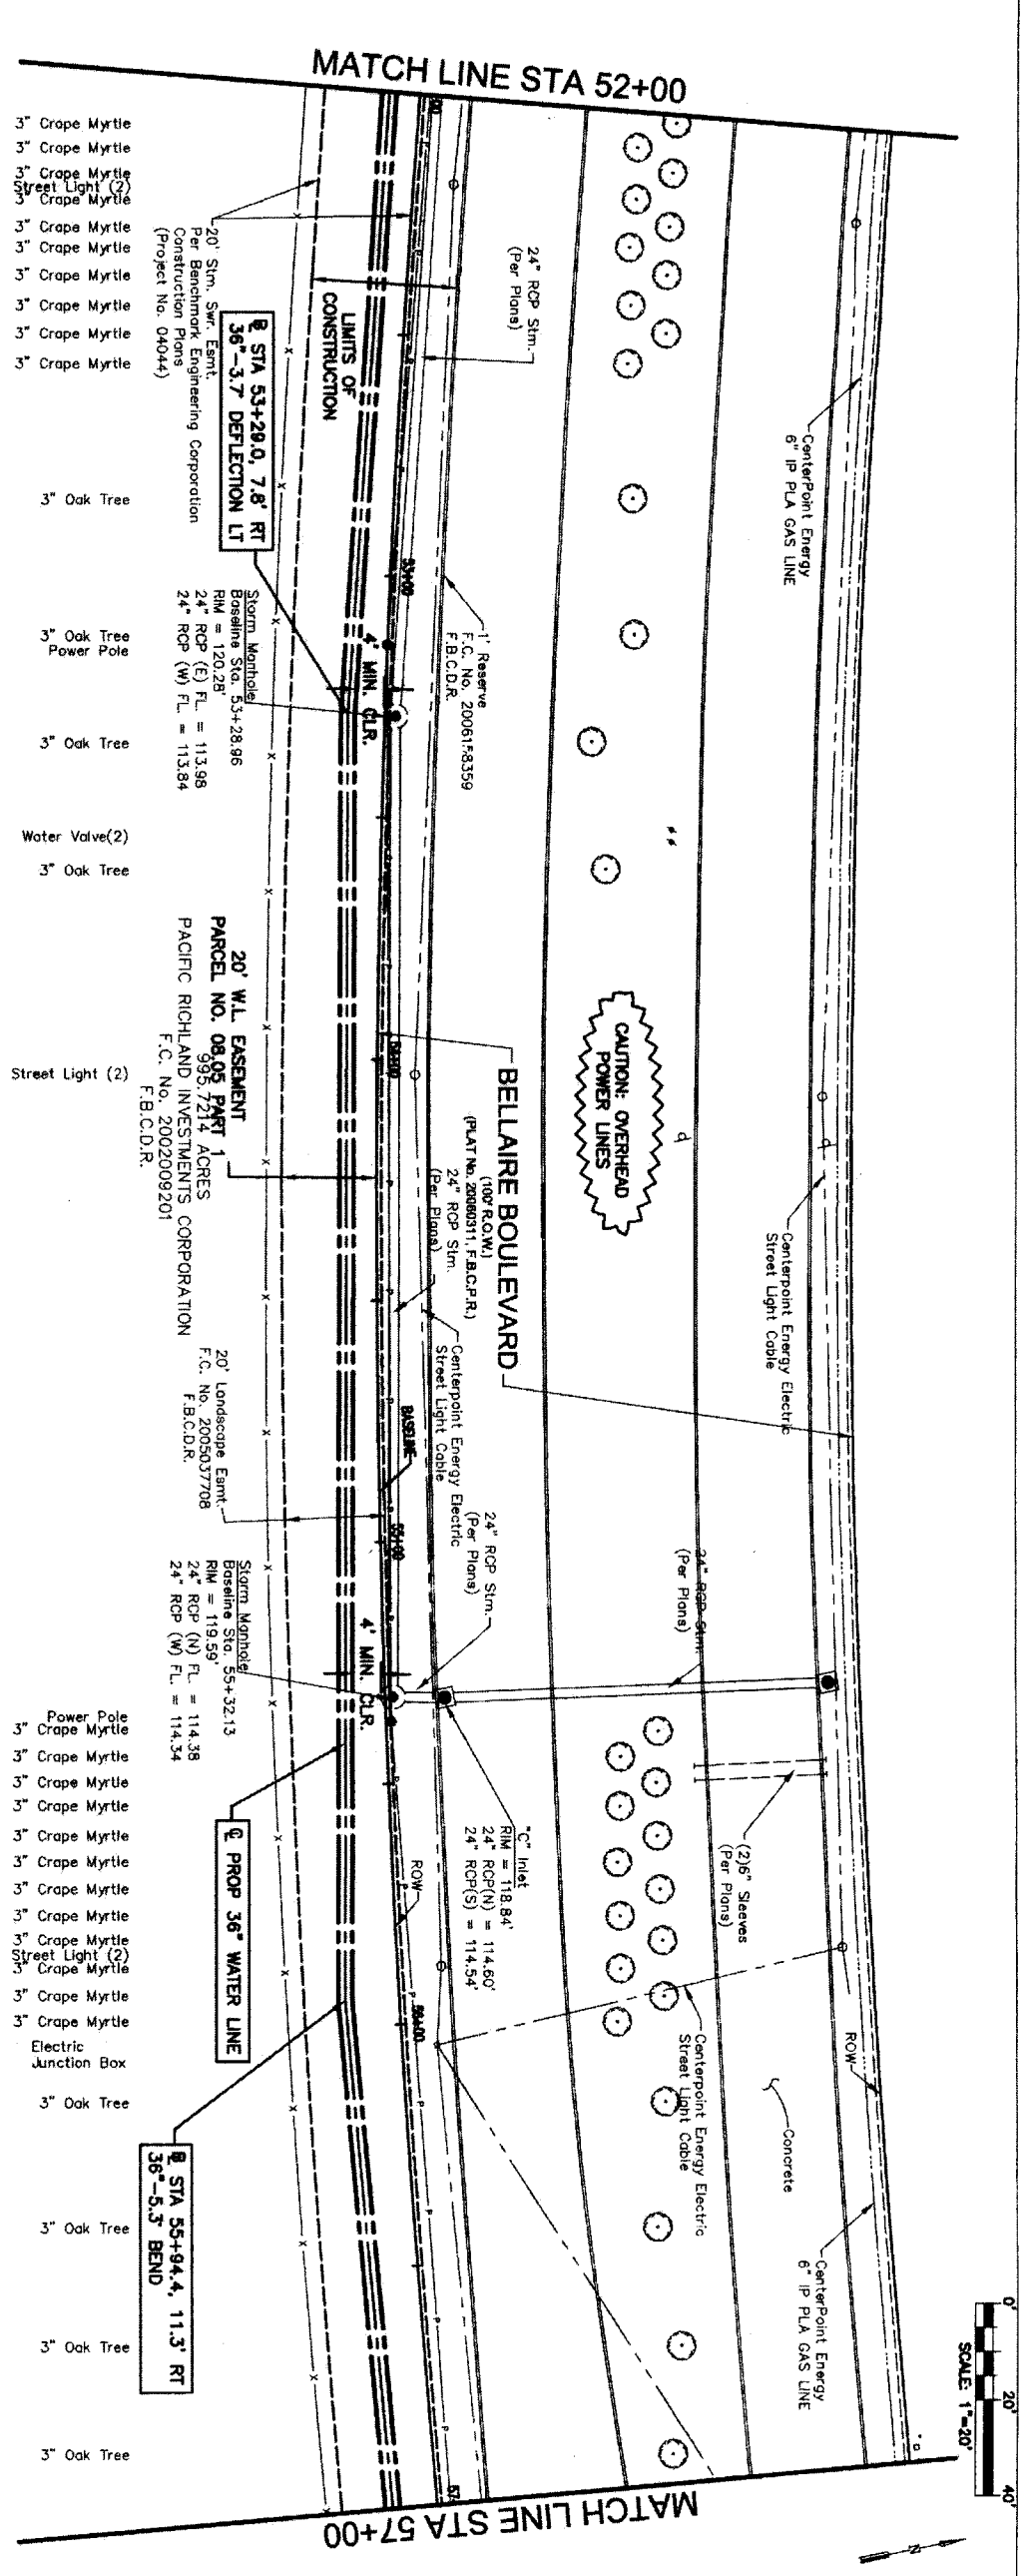 MATCH LINE STA 52+00
3" Crape Myrtle
3" Crape Myrtle
3" Crape Myrtle
Street Light (2)
3" Crape Myrtle
3" Crape Myrtle
3" Crape Myrtle
3" Crape Myrtle
3" Crape Myrtle
3" Crape Myrtle
3" Crape Myrtle
3" Oak Tree
3" Oak Tree
Power Pole
3" Oak Tree
Water Valve(2)
3" Oak Tree
Street Light (2)
Power Pole
3" Crape Myrtle
3" Crape Myrtle
3" Crape Myrtle
3" Crape Myrtle
3" Crape Myrtle
3" Crape Myrtle
3" Crape Myrtle
3" Crape Myrtle
3" Crape Myrtle
Street Light (2)
3" Crape Myrtle
3" Crape Myrtle
3" Crape Myrtle
Electric
Junction Box
3" Oak Tree
3" Oak Tree
3" Oak Tree
3" Oak Tree
20' Stm. Swr. Esmt.
Per Benchmark Engineering Corporation
Construction Plans
(Project No. 04044)
LIMITS OF
CONSTRUCTION
24" RCP Stm.
(Per Plans)
CenterPoint Energy
6" IP PLA GAS LINE
℄ STA 53+29.0, 7.8' RT
36"-3.7° DEFLECTION LT
53+00
4' MIN. CLR.
Storm Manhole
Baseline Sta. 53+28.96
RIM = 120.28'
24" RCP (E) FL. = 113.98
24" RCP (W) FL. = 113.84
1' Reserve
F.C. No. 2006158359
F.B.C.D.R.
20' W.L. EASEMENT
PARCEL NO. 08.05 PART 1
995.7214 ACRES
PACIFIC RICHLAND INVESTMENTS CORPORATION
F.C. No. 2002009201
F.B.C.D.R.
54+00
CAUTION: OVERHEAD
POWER LINES
BELLAIRE BOULEVARD
(100' R.O.W.)
(PLAT No. 20060311, F.B.C.P.R.)
24" RCP Stm.
(Per Plans)
Centerpoint Energy Electric
Street Light Cable
Centerpoint Energy Electric
Street Light Cable
BASELINE
20' Landscape Esmt.
F.C. No. 2005037708
F.B.C.D.R.
55+00
24" RCP Stm.
(Per Plans)
24" RCP Stm.
(Per Plans)
Storm Manhole
Baseline Sta. 55+32.13
RIM = 119.59'
24" RCP (N) FL. = 114.38
24" RCP (W) FL. = 114.34
4' MIN. CLR.
℄ PROP 36" WATER LINE
"C" Inlet
RIM = 118.84'
24" RCP(N) = 114.60'
24" RCP(S) = 114.54'
(2)6" Sleeves
(Per Plans)
ROW
56+00
Centerpoint Energy Electric
Street Light Cable
ROW
Concrete
℄ STA 55+94.4, 11.3' RT
36"-5.3° BEND
CenterPoint Energy
6" IP PLA GAS LINE
0'
20'
40'
SCALE: 1"=20'
MATCH LINE STA 57+00
N